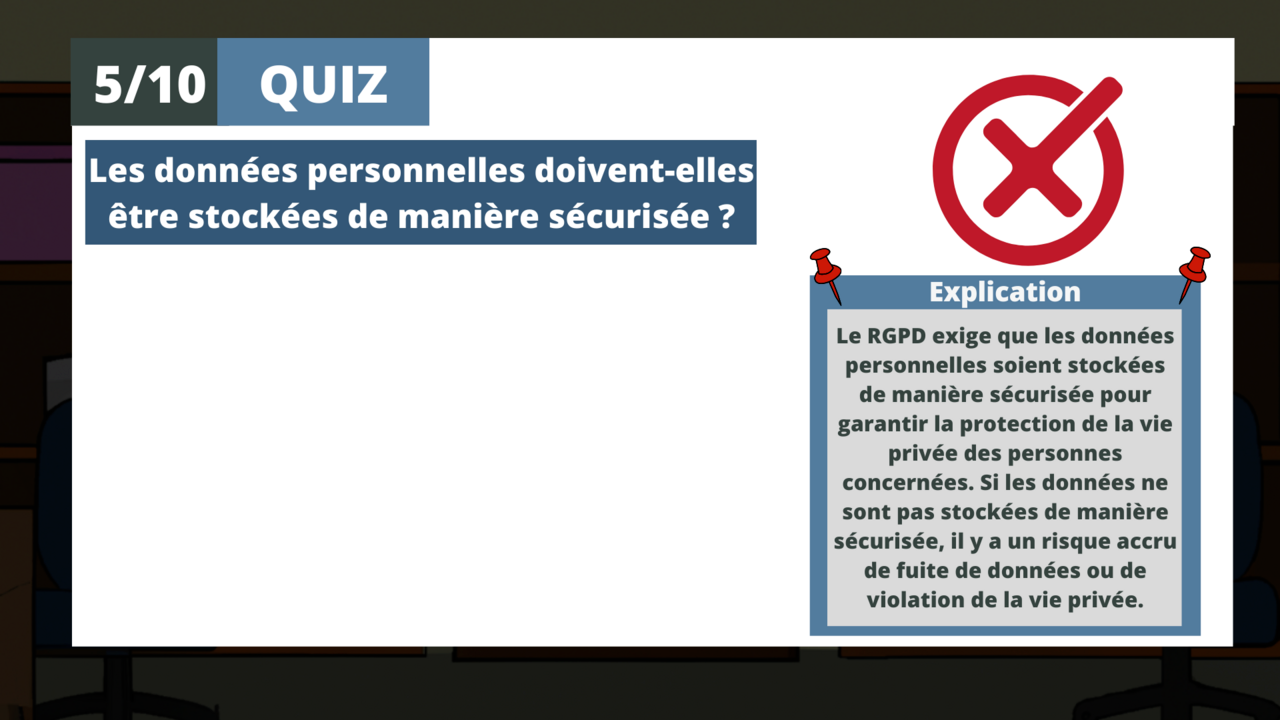 5/10 QUIZ
Les données personnelles doivent-elles
être stockées de manière sécurisée ?
Explication
Le RGPD exige que les données
personnelles soient stockées
de manière sécurisée pour
garantir la protection de la vie
privée des personnes
concernées. Si les données ne
sont pas stockées de manière
sécurisée, il y a un risque accru
de fuite de données ou de
violation de la vie privée.